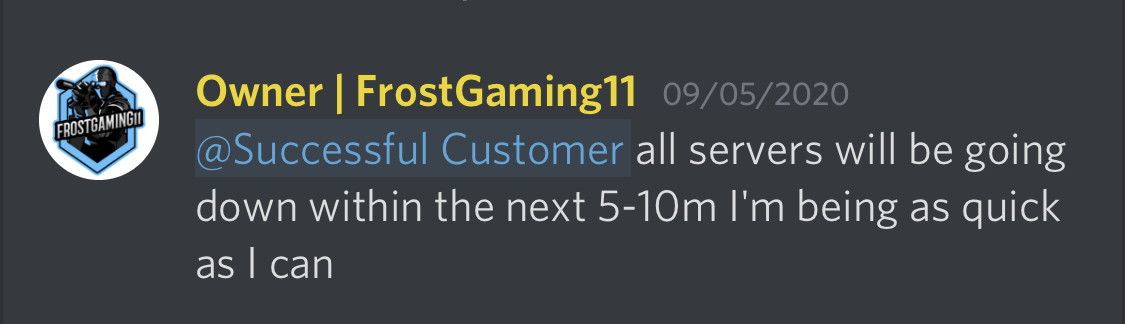 FROSTGAMING11
Owner | FrostGaming11 09/05/2020
@Successful Customer all servers will be going
down within the next 5-10m I'm being as quick
as I can